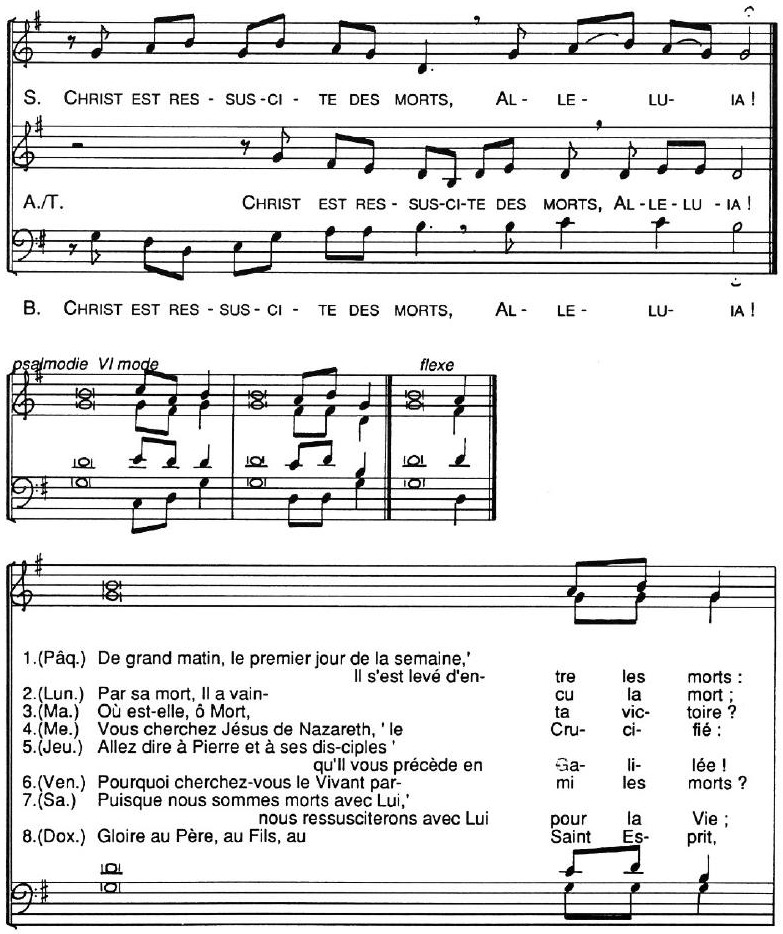 S. CHRIST EST RES - SUS-CI - TE DES MORTS, AL - LE - LU- IA !
A./T. CHRIST EST RES - SUS-CI-TE DES MORTS, AL-LE-LU -IA !
B. CHRIST EST RES - SUS - CI - TE DES MORTS, AL - LE - LU- IA !
psalmodie VI mode flexe
1.(Pâq.) De grand matin, le premier jour de la semaine,'
Il s'est levé d'en- tre les morts :
2.(Lun.) Par sa mort, Il a vain- cu la mort ;
3.(Ma.) Où est-elle, ô Mort, ta vic- toire ?
4.(Me.) Vous cherchez Jésus de Nazareth, ' le Cru- ci- fié :
5.(Jeu.) Allez dire à Pierre et à ses dis-ciples '
qu'Il vous précède en Ga- li- lée !
6.(Ven.) Pourquoi cherchez-vous le Vivant par- mi les morts ?
7.(Sa.) Puisque nous sommes morts avec Lui,'
nous ressusciterons avec Lui pour la Vie ;
8.(Dox.) Gloire au Père, au Fils, au Saint Es- prit,